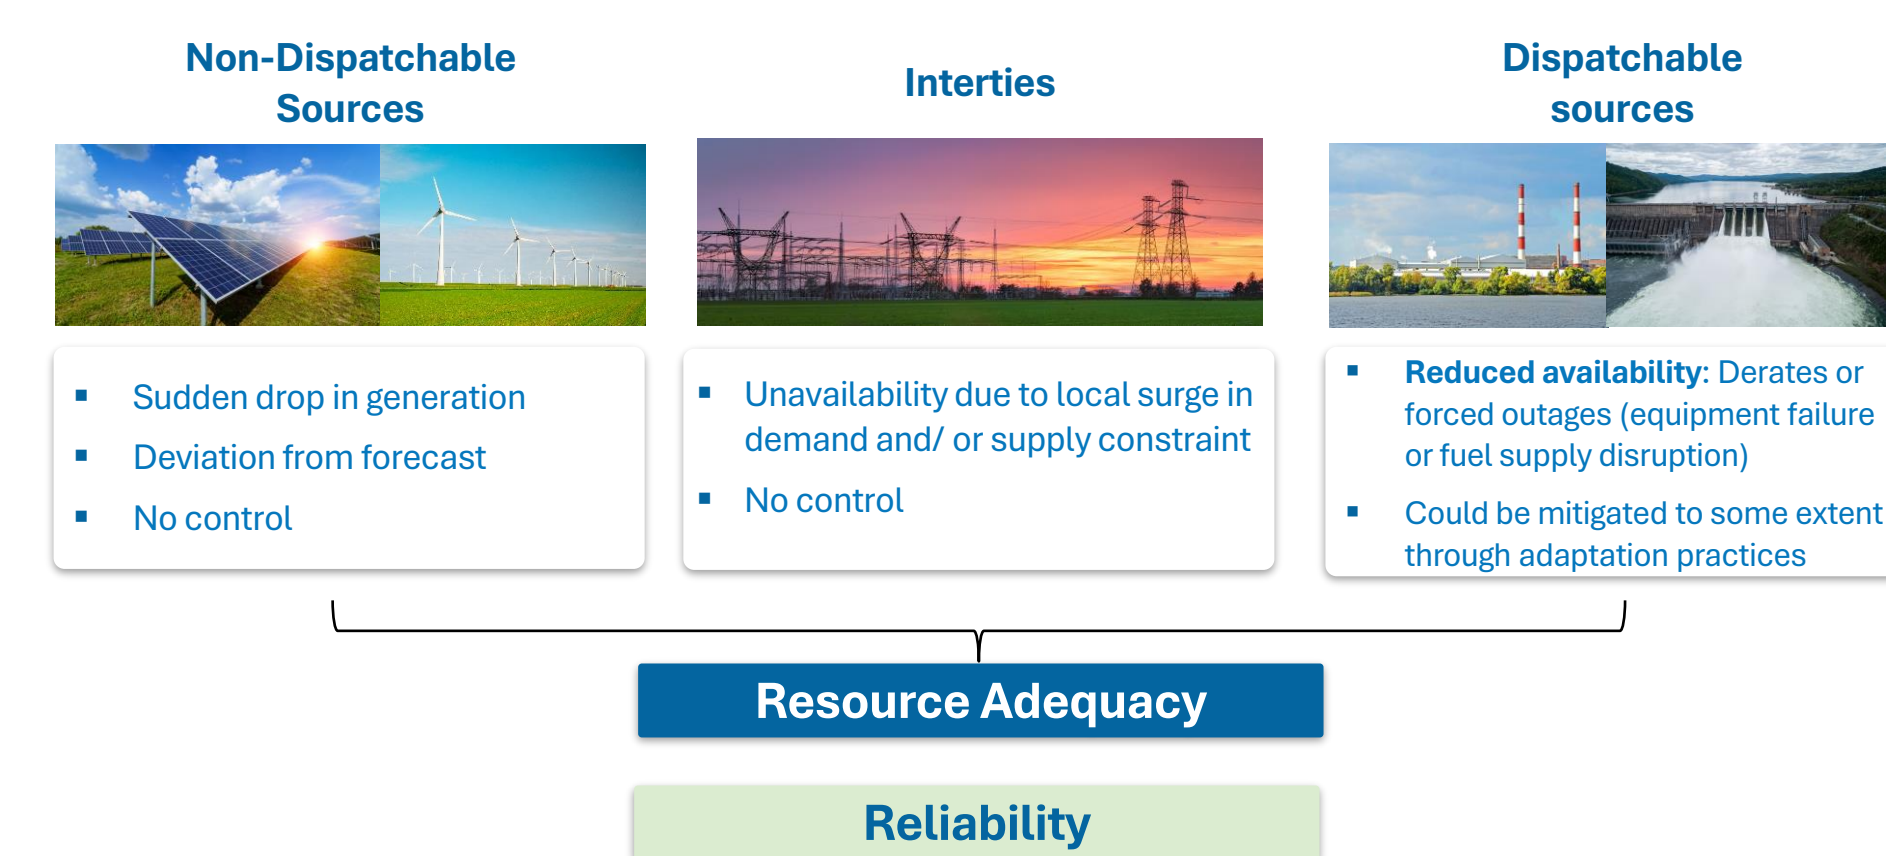 Non-Dispatchable
Sources
Interties
Dispatchable
sources
▪ Sudden drop in generation
▪ Deviation from forecast
▪ No control
▪ Unavailability due to local surge in
demand and/ or supply constraint
▪ No control
▪ Reduced availability: Derates or
forced outages (equipment failure
or fuel supply disruption)
▪ Could be mitigated to some extent
through adaptation practices
Resource Adequacy
Reliability